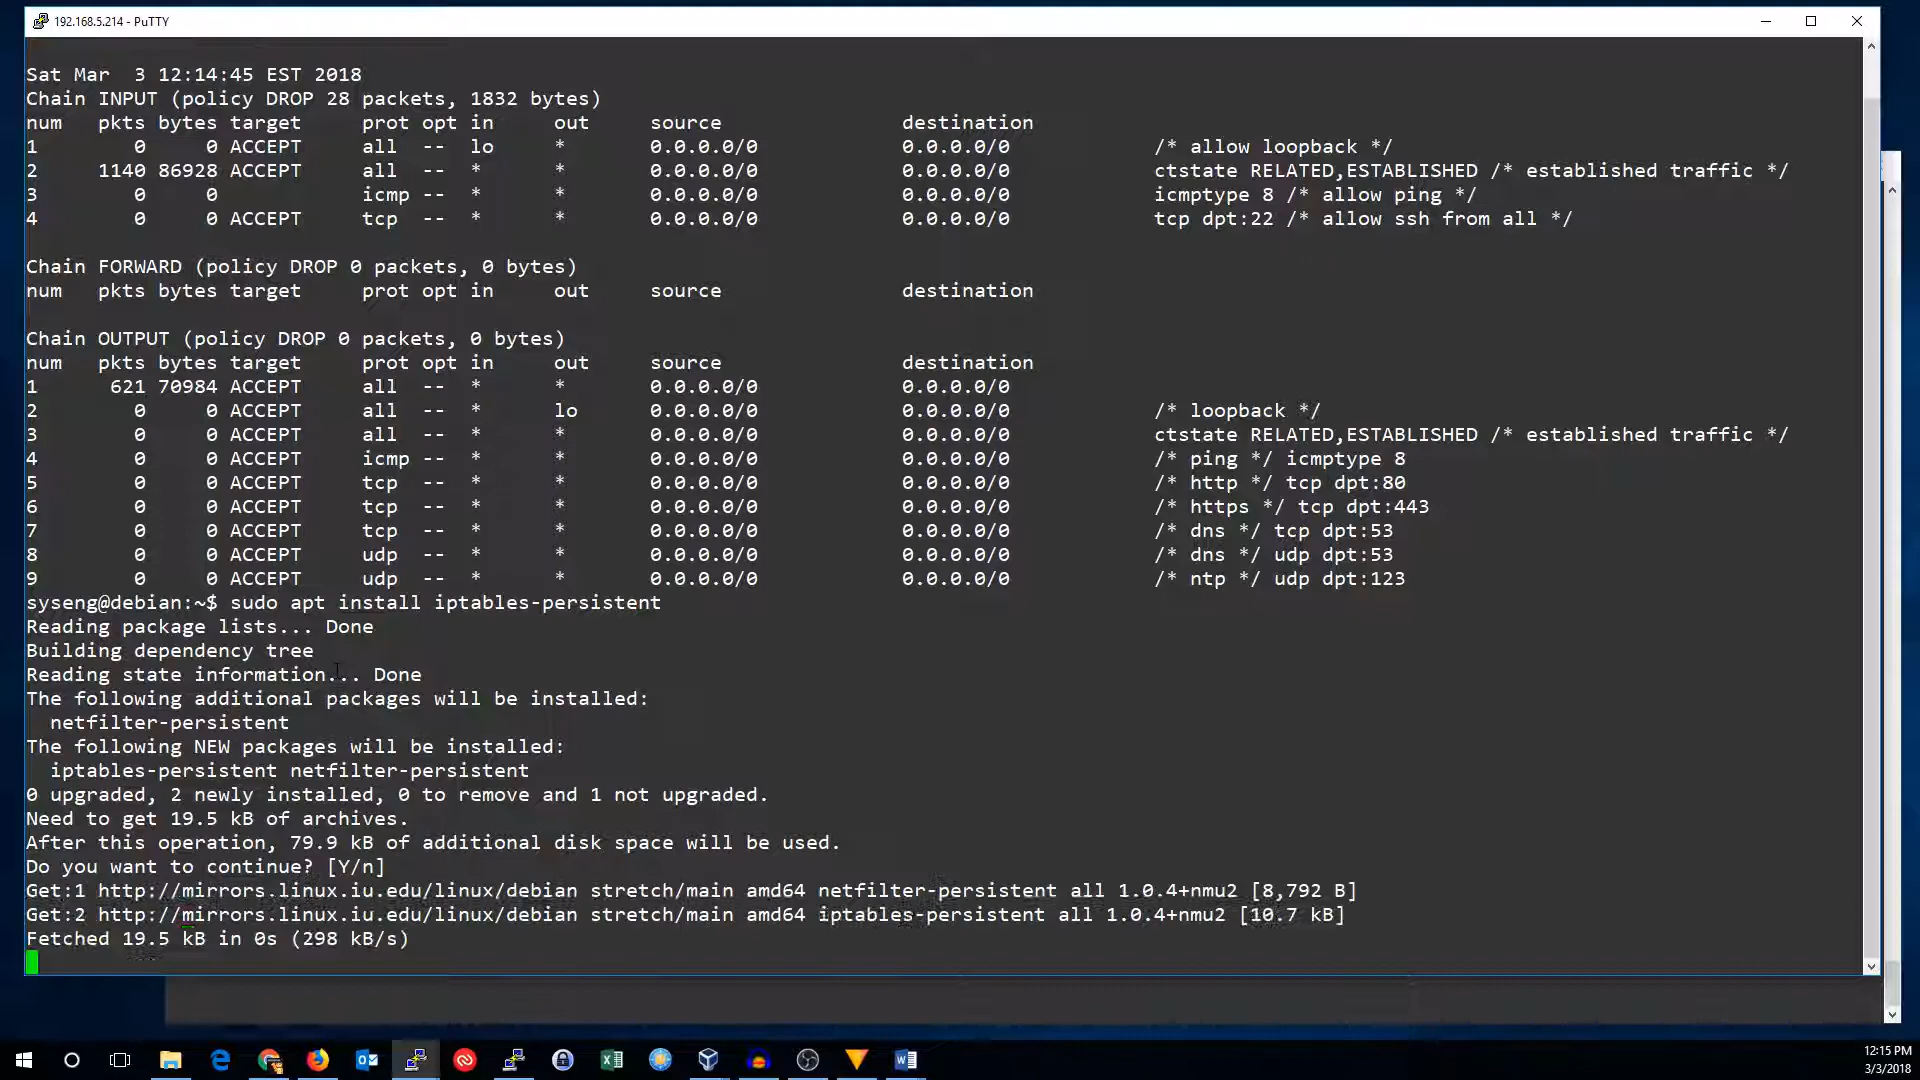 192.168.5.214 - PuTTY
Sat Mar  3 12:14:45 EST 2018
Chain INPUT (policy DROP 28 packets, 1832 bytes)
num   pkts bytes target     prot opt in     out     source               destination
1        0     0 ACCEPT     all  --  lo     *       0.0.0.0/0            0.0.0.0/0            /* allow loopback */
2     1140 86928 ACCEPT     all  --  *      *       0.0.0.0/0            0.0.0.0/0            ctstate RELATED,ESTABLISHED /* established traffic */
3        0     0            icmp --  *      *       0.0.0.0/0            0.0.0.0/0            icmptype 8 /* allow ping */
4        0     0 ACCEPT     tcp  --  *      *       0.0.0.0/0            0.0.0.0/0            tcp dpt:22 /* allow ssh from all */
Chain FORWARD (policy DROP 0 packets, 0 bytes)
num   pkts bytes target     prot opt in     out     source               destination
Chain OUTPUT (policy DROP 0 packets, 0 bytes)
num   pkts bytes target     prot opt in     out     source               destination
1      621 70984 ACCEPT     all  --  *      *       0.0.0.0/0            0.0.0.0/0
2        0     0 ACCEPT     all  --  *      lo      0.0.0.0/0            0.0.0.0/0            /* loopback */
3        0     0 ACCEPT     all  --  *      *       0.0.0.0/0            0.0.0.0/0            ctstate RELATED,ESTABLISHED /* established traffic */
4        0     0 ACCEPT     icmp --  *      *       0.0.0.0/0            0.0.0.0/0            /* ping */ icmptype 8
5        0     0 ACCEPT     tcp  --  *      *       0.0.0.0/0            0.0.0.0/0            /* http */ tcp dpt:80
6        0     0 ACCEPT     tcp  --  *      *       0.0.0.0/0            0.0.0.0/0            /* https */ tcp dpt:443
7        0     0 ACCEPT     tcp  --  *      *       0.0.0.0/0            0.0.0.0/0            /* dns */ tcp dpt:53
8        0     0 ACCEPT     udp  --  *      *       0.0.0.0/0            0.0.0.0/0            /* dns */ udp dpt:53
9        0     0 ACCEPT     udp  --  *      *       0.0.0.0/0            0.0.0.0/0            /* ntp */ udp dpt:123
syseng@debian:~$ sudo apt install iptables-persistent
Reading package lists... Done
Building dependency tree
Reading state information... Done
The following additional packages will be installed:
  netfilter-persistent
The following NEW packages will be installed:
  iptables-persistent netfilter-persistent
0 upgraded, 2 newly installed, 0 to remove and 1 not upgraded.
Need to get 19.5 kB of archives.
After this operation, 79.9 kB of additional disk space will be used.
Do you want to continue? [Y/n]
Get:1 http://mirrors.linux.iu.edu/linux/debian stretch/main amd64 netfilter-persistent all 1.0.4+nmu2 [8,792 B]
Get:2 http://mirrors.linux.iu.edu/linux/debian stretch/main amd64 iptables-persistent all 1.0.4+nmu2 [10.7 kB]
Fetched 19.5 kB in 0s (298 kB/s)
12:15 PM
3/3/2018